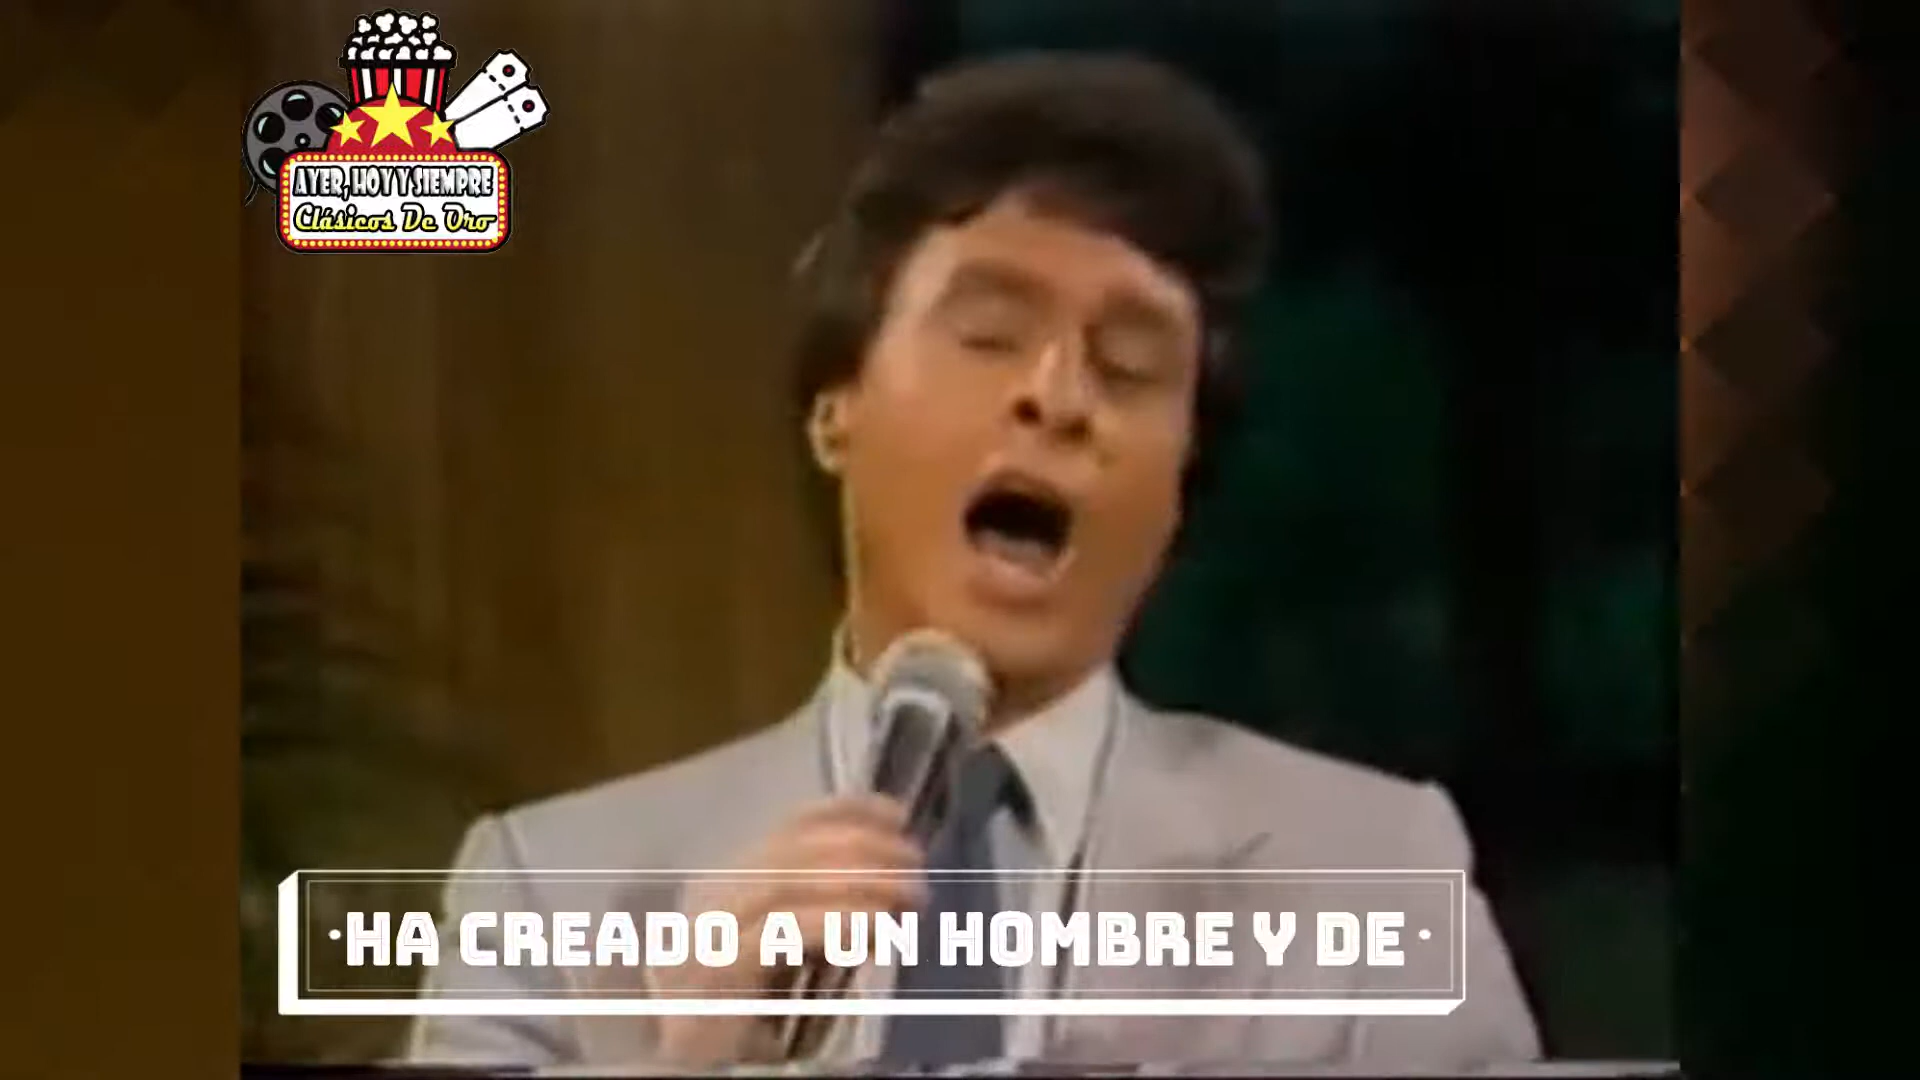 AYER, HOY Y SIEMPRE
Clásicos De Oro
·HA CREADO A UN HOMBRE Y DE·